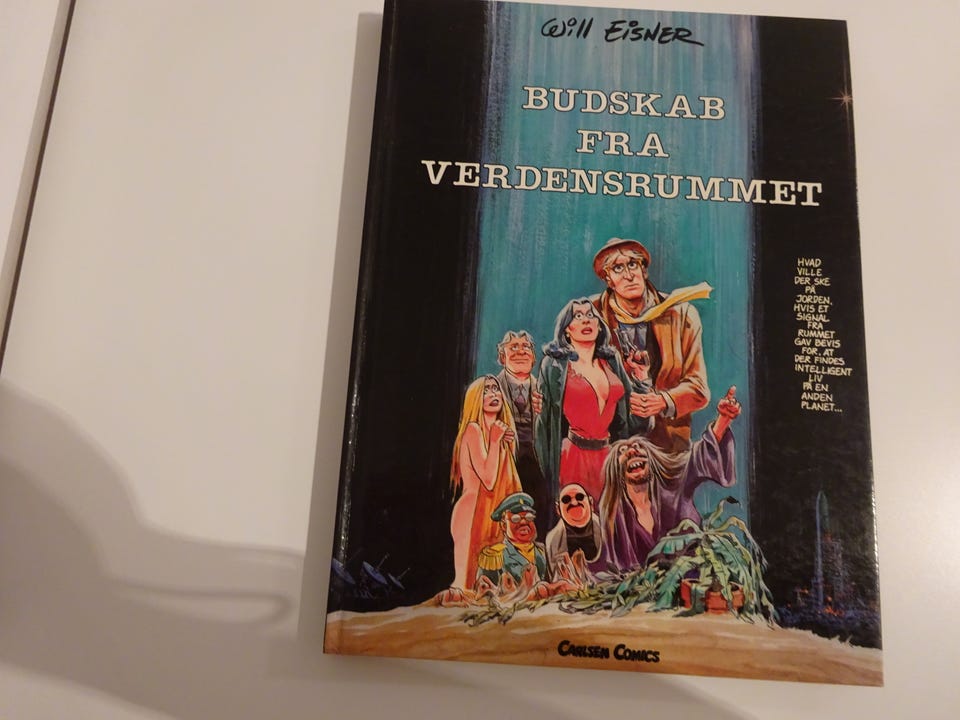 Will Eisner
BUDSKAB
FRA
VERDENSRUMMET
HVAD
VILLE
DER SKE
PÅ
JORDEN,
HVIS ET
SIGNAL
FRA
RUMMET
GAV BEVIS
FOR, AT
DER FINDES
INTELLIGENT
LIV
PÅ EN
ANDEN
PLANET...
CARLSEN COMICS